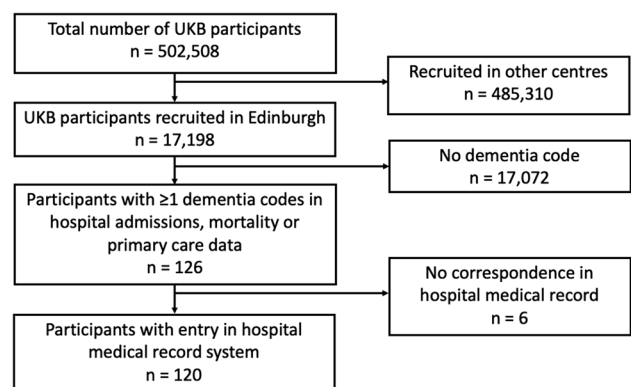 Total number of UKB participants
n = 502,508
Recruited in other centres
n = 485,310
UKB participants recruited in Edinburgh
n = 17,198
No dementia code
n = 17,072
Participants with ≥1 dementia codes in
hospital admissions, mortality or
primary care data
n = 126
No correspondence in
hospital medical record
n = 6
Participants with entry in hospital
medical record system
n = 120